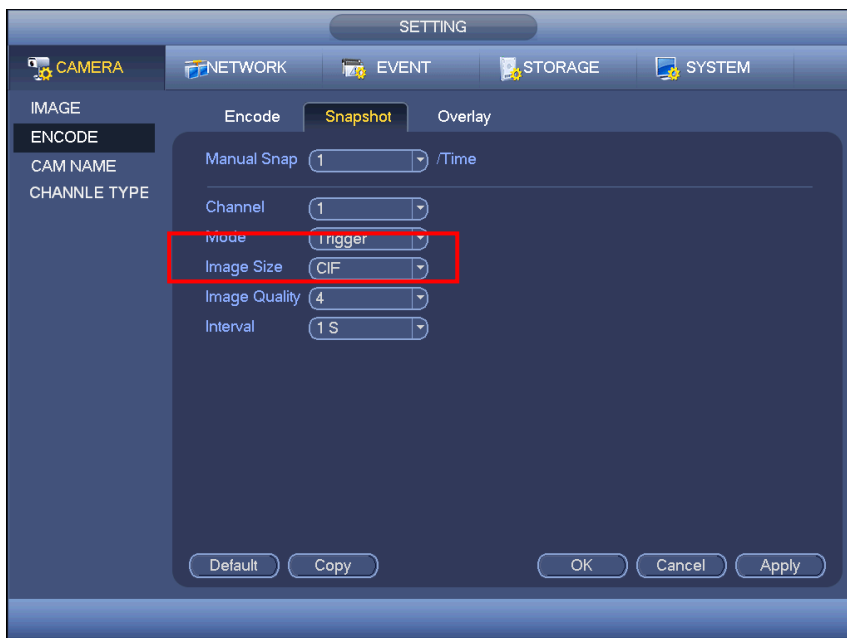 SETTING
CAMERA NETWORK EVENT STORAGE SYSTEM
IMAGE
ENCODE
CAM NAME
CHANNLE TYPE
Encode Snapshot Overlay
Manual Snap 1 /Time
Channel 1
Mode Trigger
Image Size CIF
Image Quality 4
Interval 1 S
Default Copy OK Cancel Apply